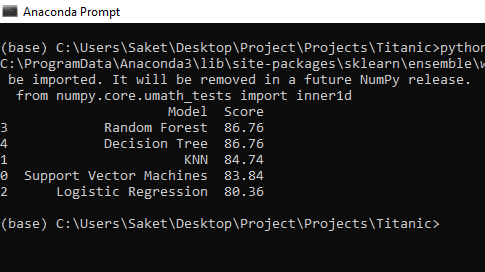 Anaconda Prompt
(base) C:\Users\Saket\Desktop\Project\Projects\Titanic>python
C:\ProgramData\Anaconda3\lib\site-packages\sklearn\ensemble\w
be imported. It will be removed in a future NumPy release.
from numpy.core.umath_tests import inner1d
Model Score
3 Random Forest 86.76
4 Decision Tree 86.76
1 KNN 84.74
0 Support Vector Machines 83.84
2 Logistic Regression 80.36
(base) C:\Users\Saket\Desktop\Project\Projects\Titanic>